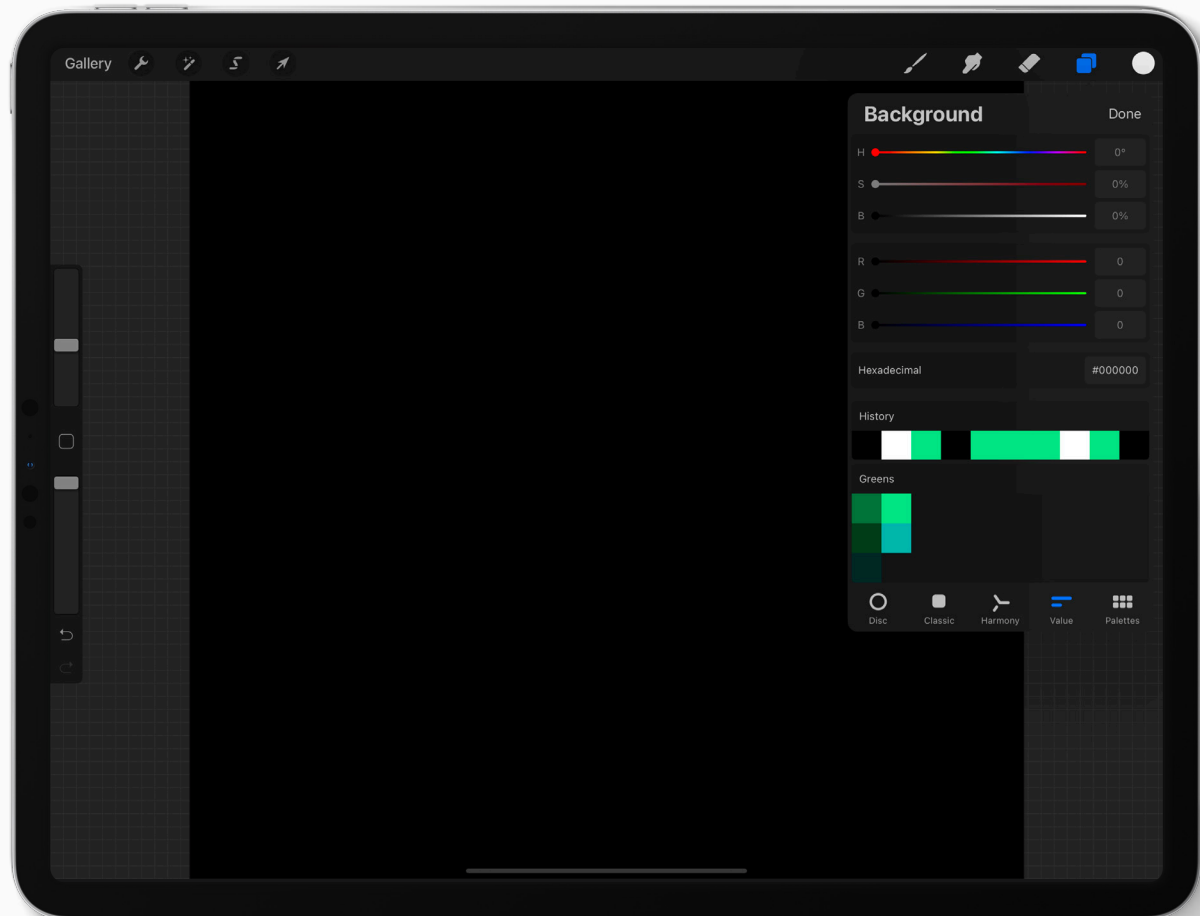 Gallery
Background
Done
H 0°
S 0%
B 0%
R 0
G 0
B 0
Hexadecimal #000000
History
Greens
Disc Classic Harmony Value Palettes